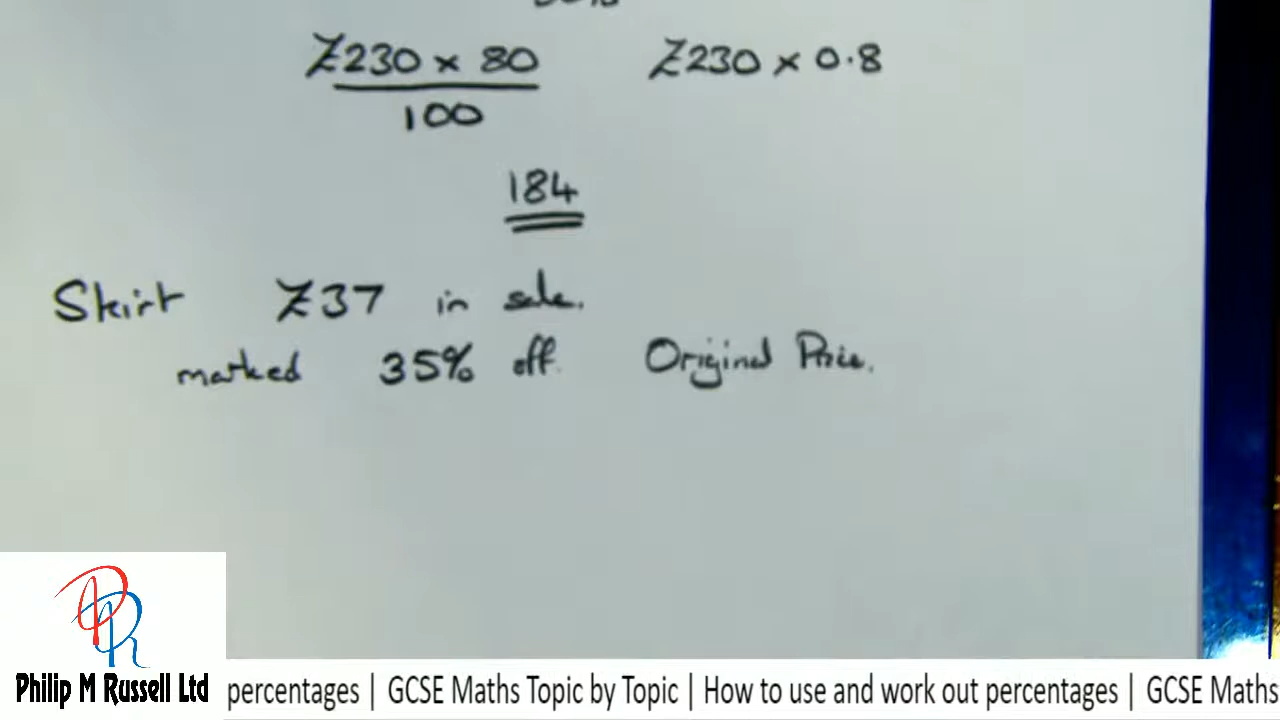 Z230 x 80 Z230 x 0.8
100
184
Skirt Z37 in sale.
marked 35% off. Original Price.
Philip M Russell Ltd
percentages | GCSE Maths Topic by Topic | How to use and work out percentages | GCSE Maths